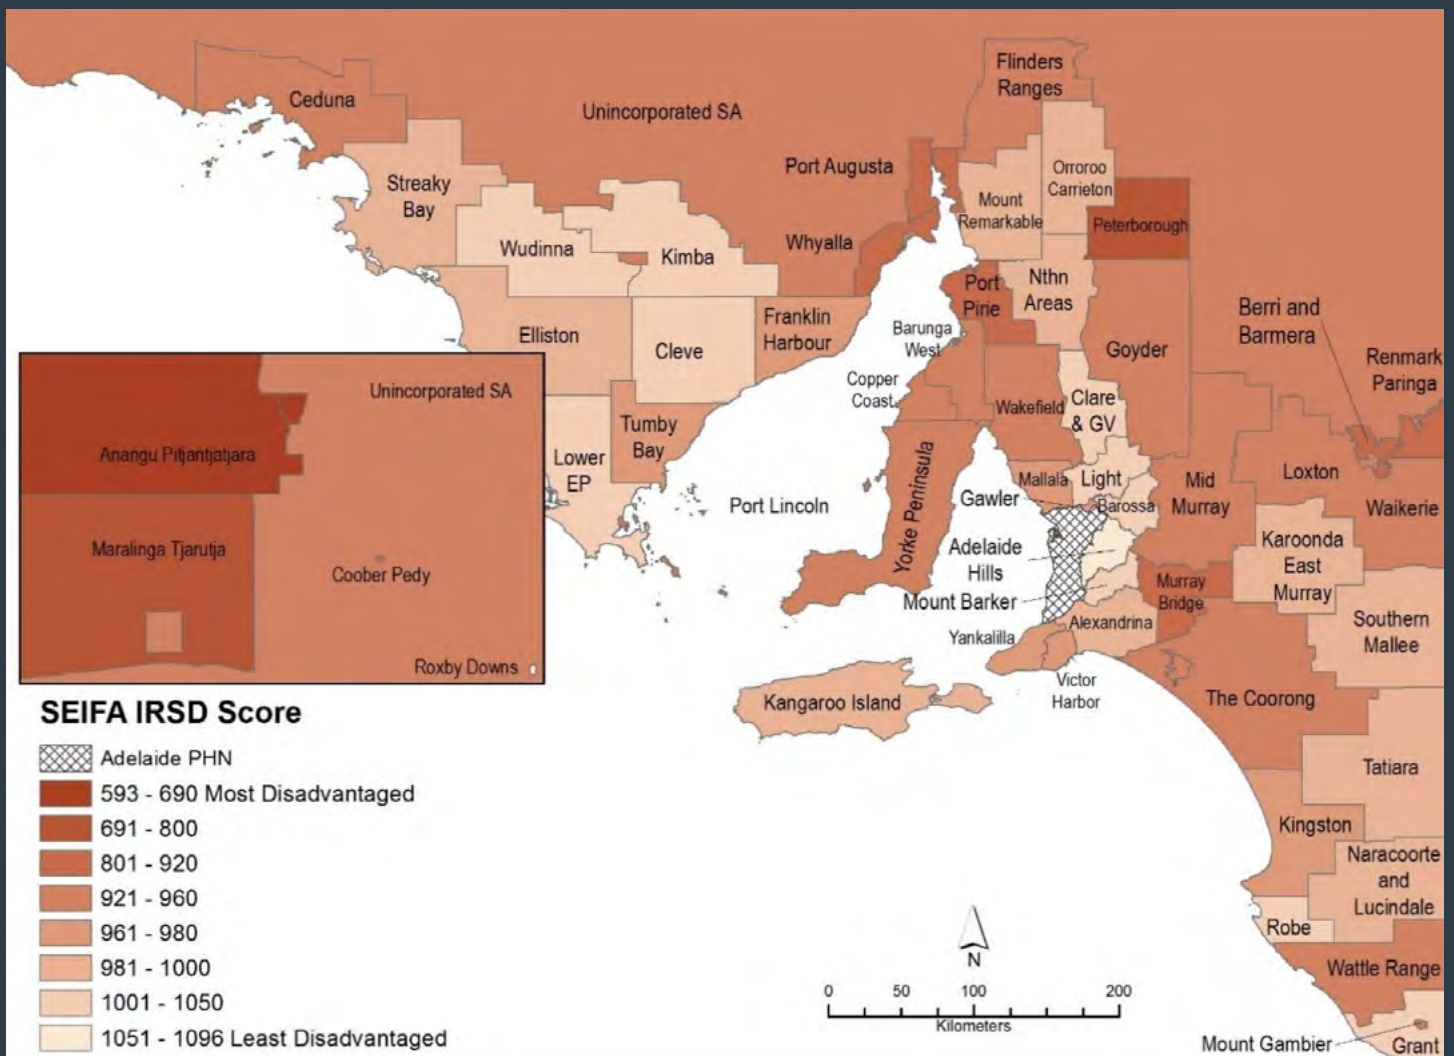 Flinders
Ranges
Ceduna
Unincorporated SA
Port Augusta
Orroroo
Carrieton
Streaky
Bay
Mount
Remarkable
Peterborough
Whyalla
Wudinna
Kimba
Nthn
Areas
Port
Pirie
Berri and
Barmera
Franklin
Harbour
Barunga
West
Elliston
Cleve
Goyder
Renmark
Paringa
Copper
Coast
Wakefield
Clare
& GV
Tumby
Bay
Lower
EP
Yorke Peninsula
Mallala
Light
Mid
Murray
Loxton
Port Lincoln
Gawler
Barossa
Waikerie
Adelaide
Hills
Karoonda
East
Murray
Mount Barker
Murray
Bridge
Southern
Mallee
Yankalilla
Alexandrina
Victor
Harbor
Kangaroo Island
The Coorong
Tatiara
Kingston
Naracoorte
and
Lucindale
Robe
Wattle Range
Mount Gambier
Grant
Unincorporated SA
Anangu Pitjantjatjara
Maralinga Tjarutja
Coober Pedy
Roxby Downs
SEIFA IRSD Score
Adelaide PHN
593 - 690 Most Disadvantaged
691 - 800
801 - 920
921 - 960
961 - 980
981 - 1000
1001 - 1050
1051 - 1096 Least Disadvantaged
N
0 50 100 200
Kilometers